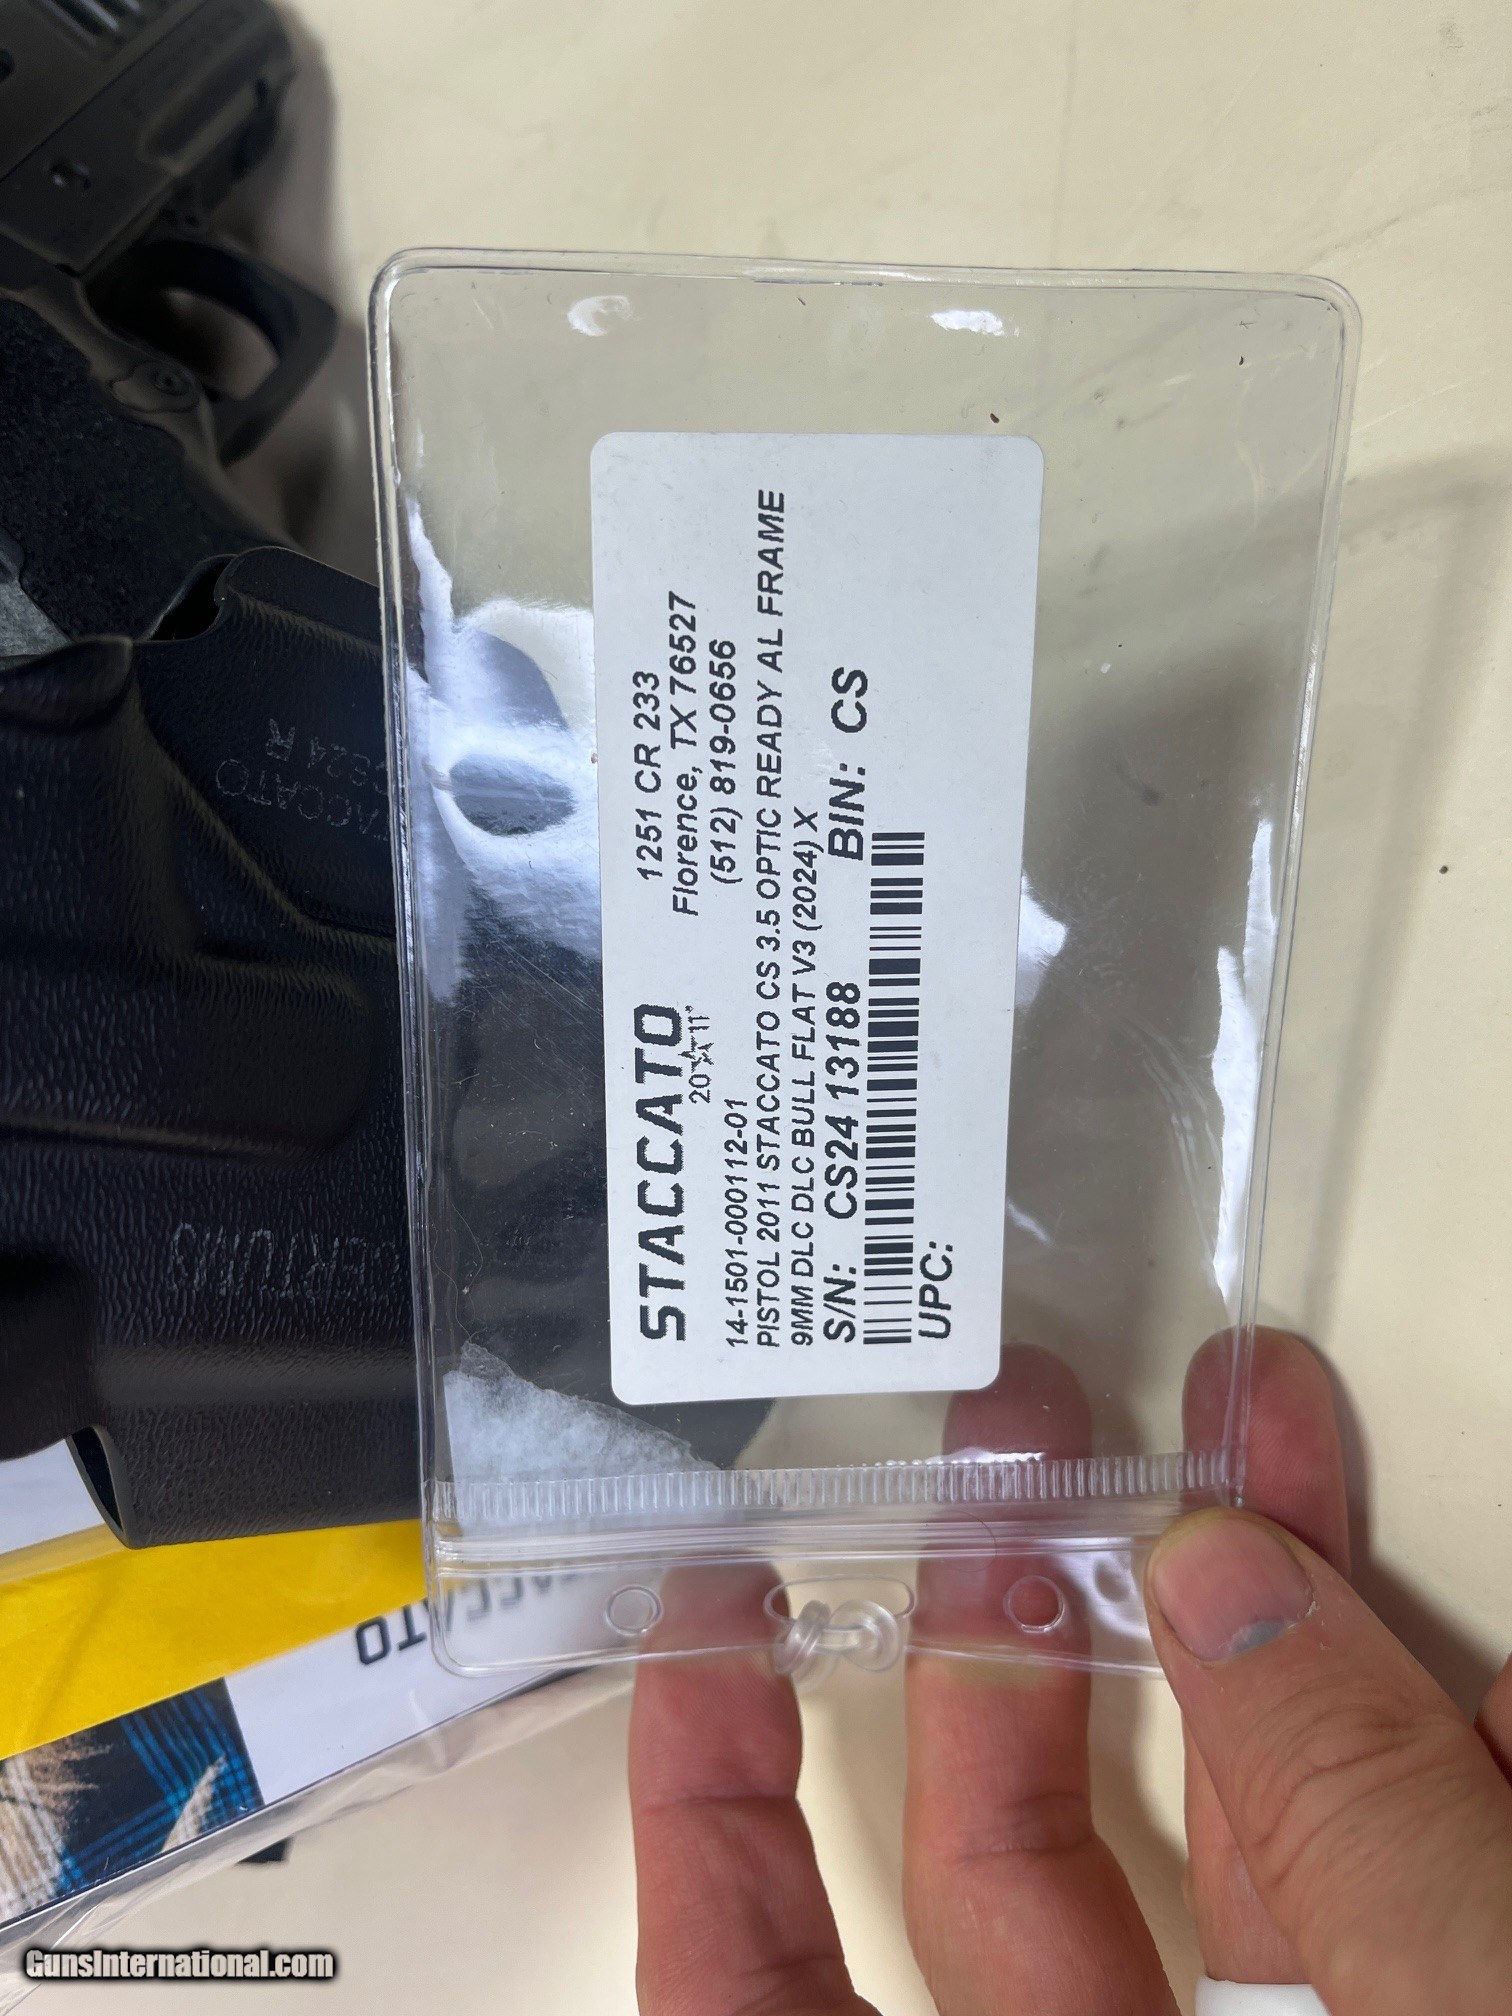 STACCATO
20 11™
1251 CR 233
Florence, TX 76527
(512) 819-0656
14-1501-000112-01
PISTOL 2011 STACCATO CS 3.5 OPTIC READY AL FRAME
9MM DLC DLC BULL FLAT V3 (2024) X
S/N: CS24 13188 BIN: CS
UPC:
STACCATO
GunsInternational.com